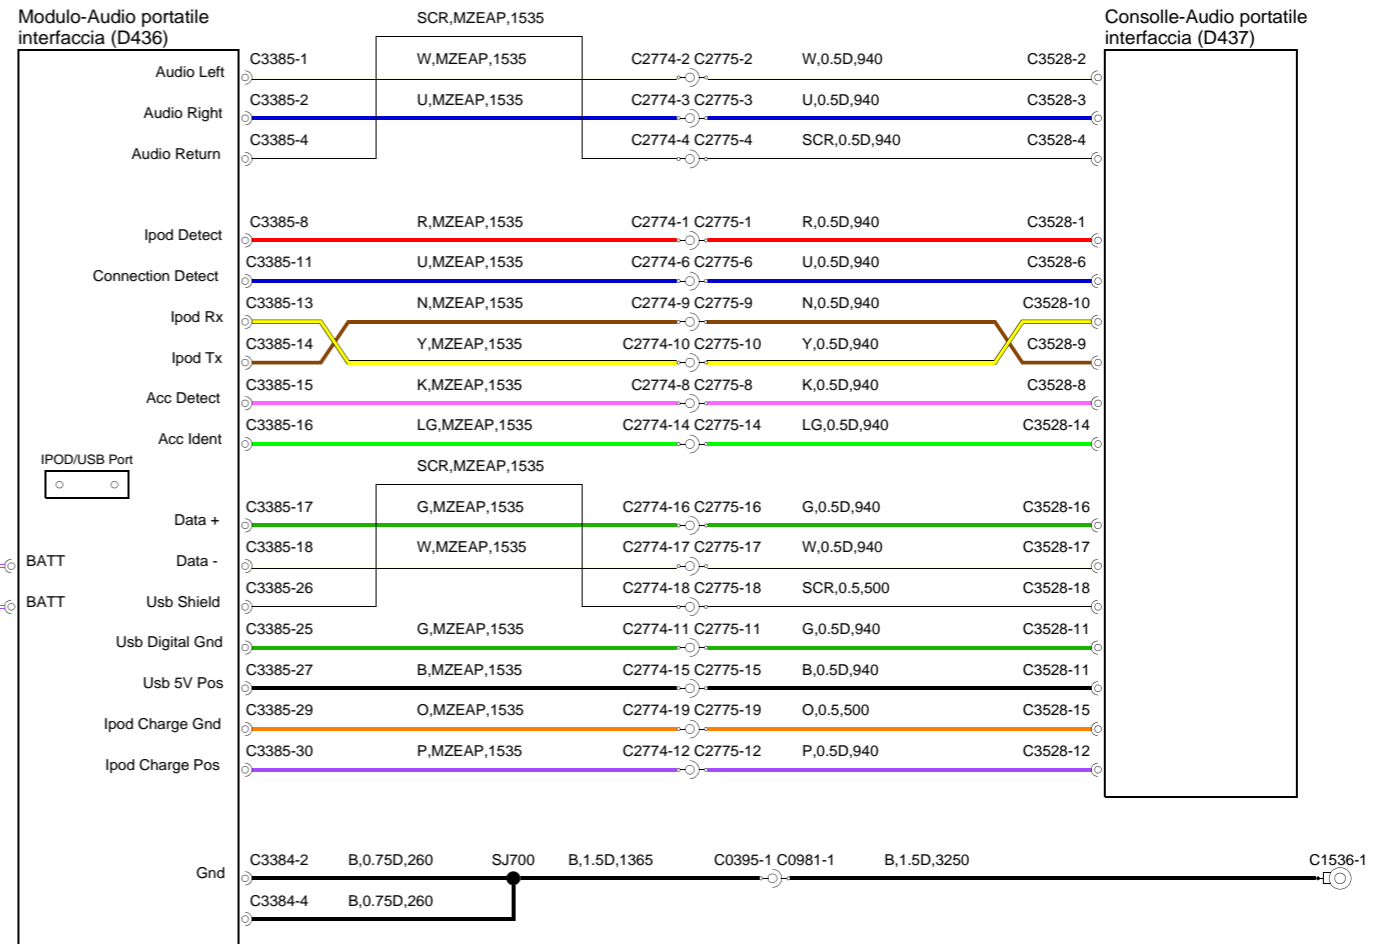 Modulo-Audio portatile
interfaccia (D436)
SCR,MZEAP,1535
Consolle-Audio portatile
interfaccia (D437)
Audio Left C3385-1 W,MZEAP,1535 C2774-2 C2775-2 W,0.5D,940 C3528-2
Audio Right C3385-2 U,MZEAP,1535 C2774-3 C2775-3 U,0.5D,940 C3528-3
Audio Return C3385-4 C2774-4 C2775-4 SCR,0.5D,940 C3528-4
Ipod Detect C3385-8 R,MZEAP,1535 C2774-1 C2775-1 R,0.5D,940 C3528-1
Connection Detect C3385-11 U,MZEAP,1535 C2774-6 C2775-6 U,0.5D,940 C3528-6
Ipod Rx C3385-13 N,MZEAP,1535 C2774-9 C2775-9 N,0.5D,940 C3528-10
Ipod Tx C3385-14 Y,MZEAP,1535 C2774-10 C2775-10 Y,0.5D,940 C3528-9
Acc Detect C3385-15 K,MZEAP,1535 C2774-8 C2775-8 K,0.5D,940 C3528-8
Acc Ident C3385-16 LG,MZEAP,1535 C2774-14 C2775-14 LG,0.5D,940 C3528-14
IPOD/USB Port
SCR,MZEAP,1535
Data + C3385-17 G,MZEAP,1535 C2774-16 C2775-16 G,0.5D,940 C3528-16
BATT Data - C3385-18 W,MZEAP,1535 C2774-17 C2775-17 W,0.5D,940 C3528-17
BATT Usb Shield C3385-26 C2774-18 C2775-18 SCR,0.5,500 C3528-18
Usb Digital Gnd C3385-25 G,MZEAP,1535 C2774-11 C2775-11 G,0.5D,940 C3528-11
Usb 5V Pos C3385-27 B,MZEAP,1535 C2774-15 C2775-15 B,0.5D,940 C3528-11
Ipod Charge Gnd C3385-29 O,MZEAP,1535 C2774-19 C2775-19 O,0.5,500 C3528-15
Ipod Charge Pos C3385-30 P,MZEAP,1535 C2774-12 C2775-12 P,0.5D,940 C3528-12
Gnd C3384-2 B,0.75D,260 SJ700 B,1.5D,1365 C0395-1 C0981-1 B,1.5D,3250 C1536-1
C3384-4 B,0.75D,260